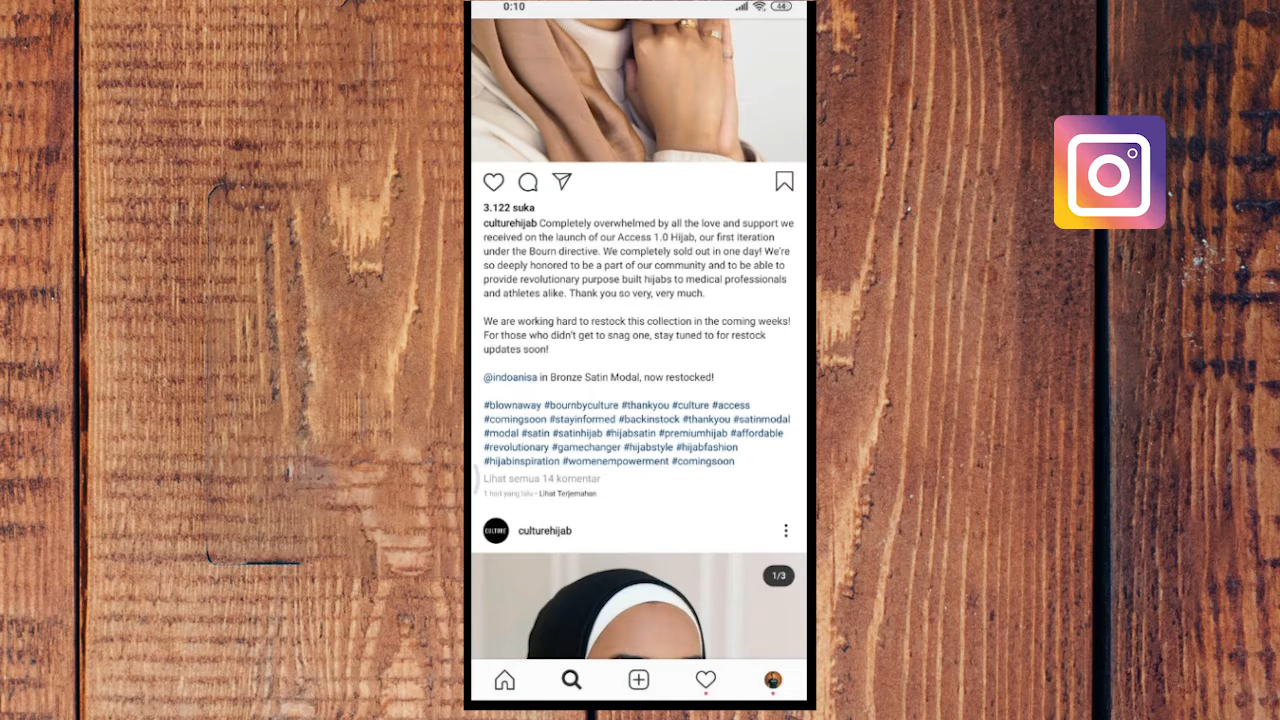 0:10
44
3.122 suka
culturehijab Completely overwhelmed by all the love and support we
received on the launch of our Access 1.0 Hijab, our first iteration
under the Bourn directive. We completely sold out in one day! We're
so deeply honored to be a part of our community and to be able to
provide revolutionary purpose built hijabs to medical professionals
and athletes alike. Thank you so very, very much.
We are working hard to restock this collection in the coming weeks!
For those who didn't get to snag one, stay tuned to for restock
updates soon!
@indoanisa in Bronze Satin Modal, now restocked!
#blownaway #bournbyculture #thankyou #culture #access
#comingsoon #stayinformed #backinstock #thankyou #satinmodal
#modal #satin #satinhijab #hijabsatin #premiumhijab #affordable
#revolutionary #gamechanger #hijabstyle #hijabfashion
#hijabinspiration #womenempowerment #comingsoon
Lihat semua 14 komentar
1 hari yang lalu • Lihat Terjemahan
CULTURE culturehijab
1/3